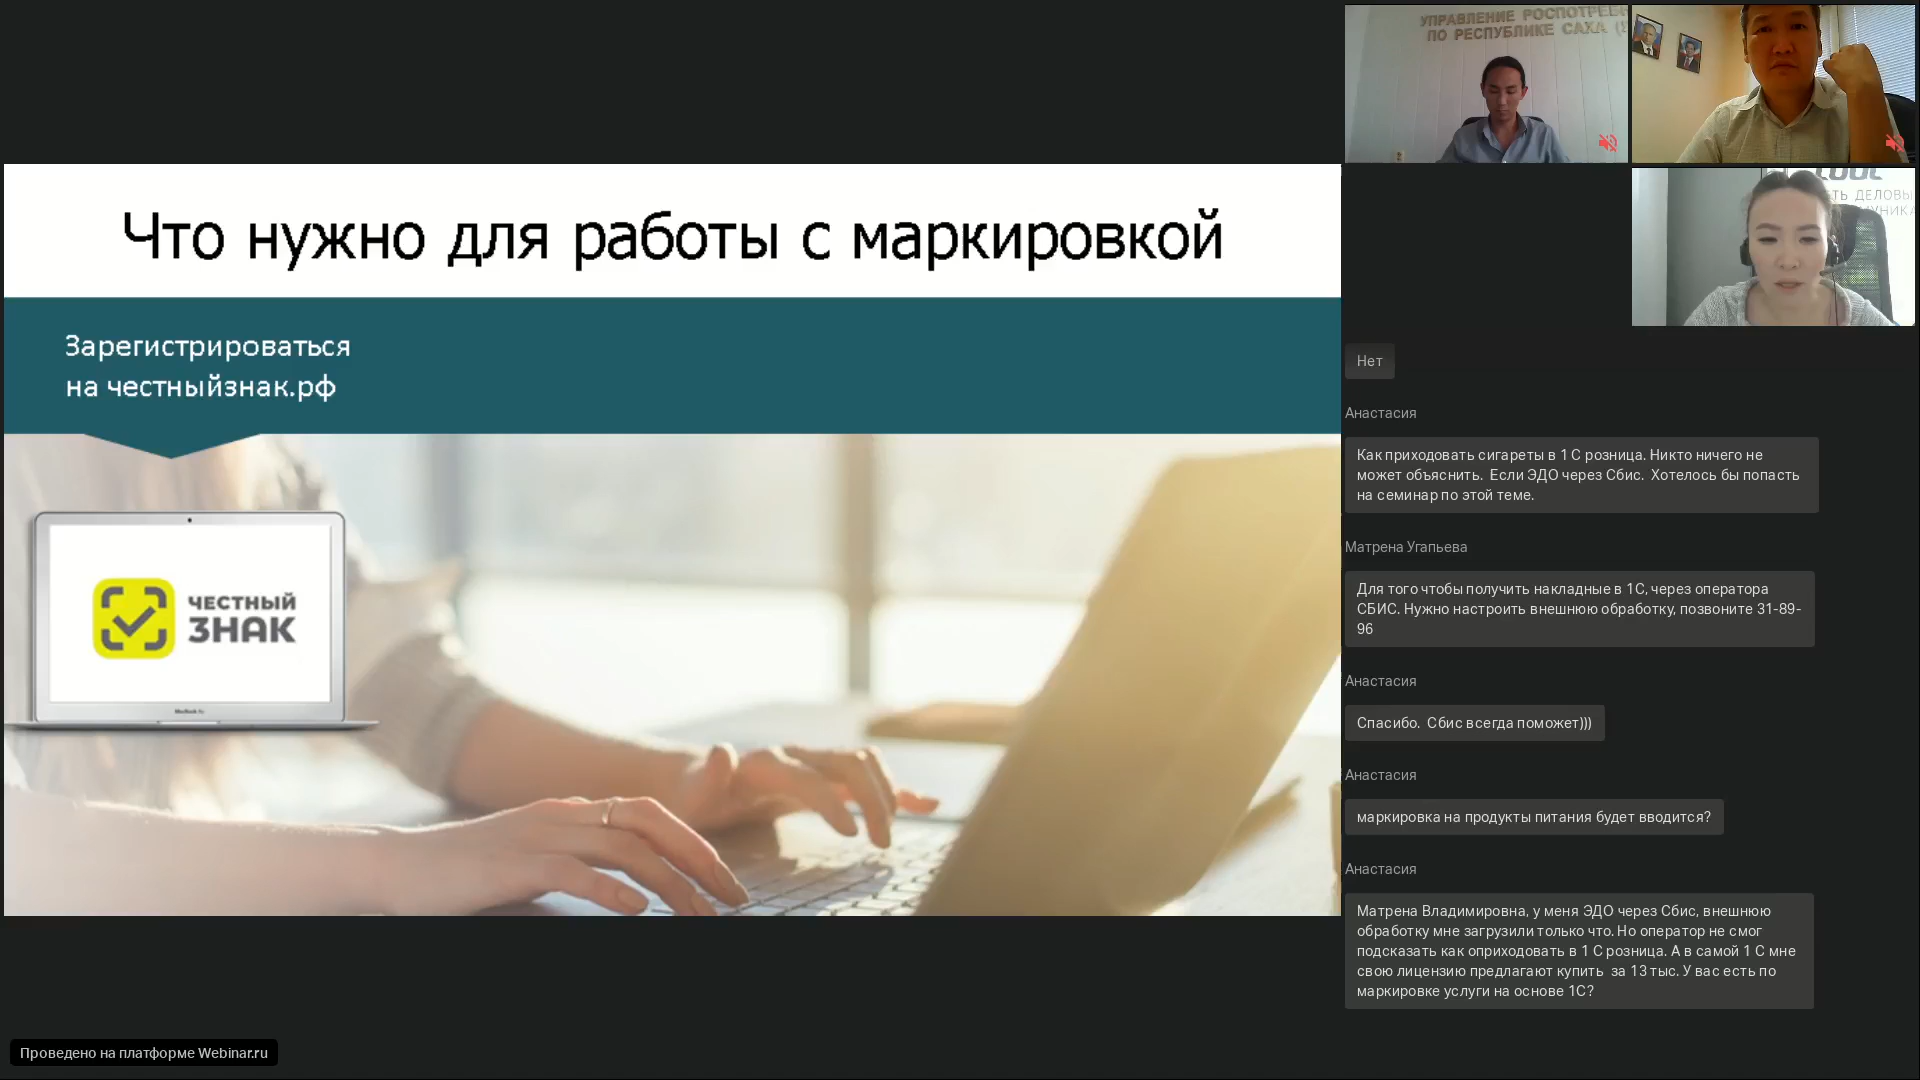 Что нужно для работы с маркировкой
Зарегистрироваться
на честныйзнак.рф
ЧЕСТНЫЙ
ЗНАК
Проведено на платформе Webinar.ru
УПРАВЛЕНИЕ РОСПОТРЕБ
ПО РЕСПУБЛИКЕ САХА (
ТЬ ДЕЛОВЫ
УНИКА
Нет
Анастасия
Как приходовать сигареты в 1 С розница. Никто ничего не
может объяснить.  Если ЭДО через Сбис.  Хотелось бы попасть
на семинар по этой теме.
Матрена Угапьева
Для того чтобы получить накладные в 1С, через оператора
СБИС. Нужно настроить внешнюю обработку, позвоните 31-89-
96
Анастасия
Спасибо.  Сбис всегда поможет)))
Анастасия
маркировка на продукты питания будет вводится?
Анастасия
Матрена Владимировна, у меня ЭДО через Сбис, внешнюю
обработку мне загрузили только что. Но оператор не смог
подсказать как оприходовать в 1 С розница. А в самой 1 С мне
свою лицензию предлагают купить  за 13 тыс. У вас есть по
маркировке услуги на основе 1С?